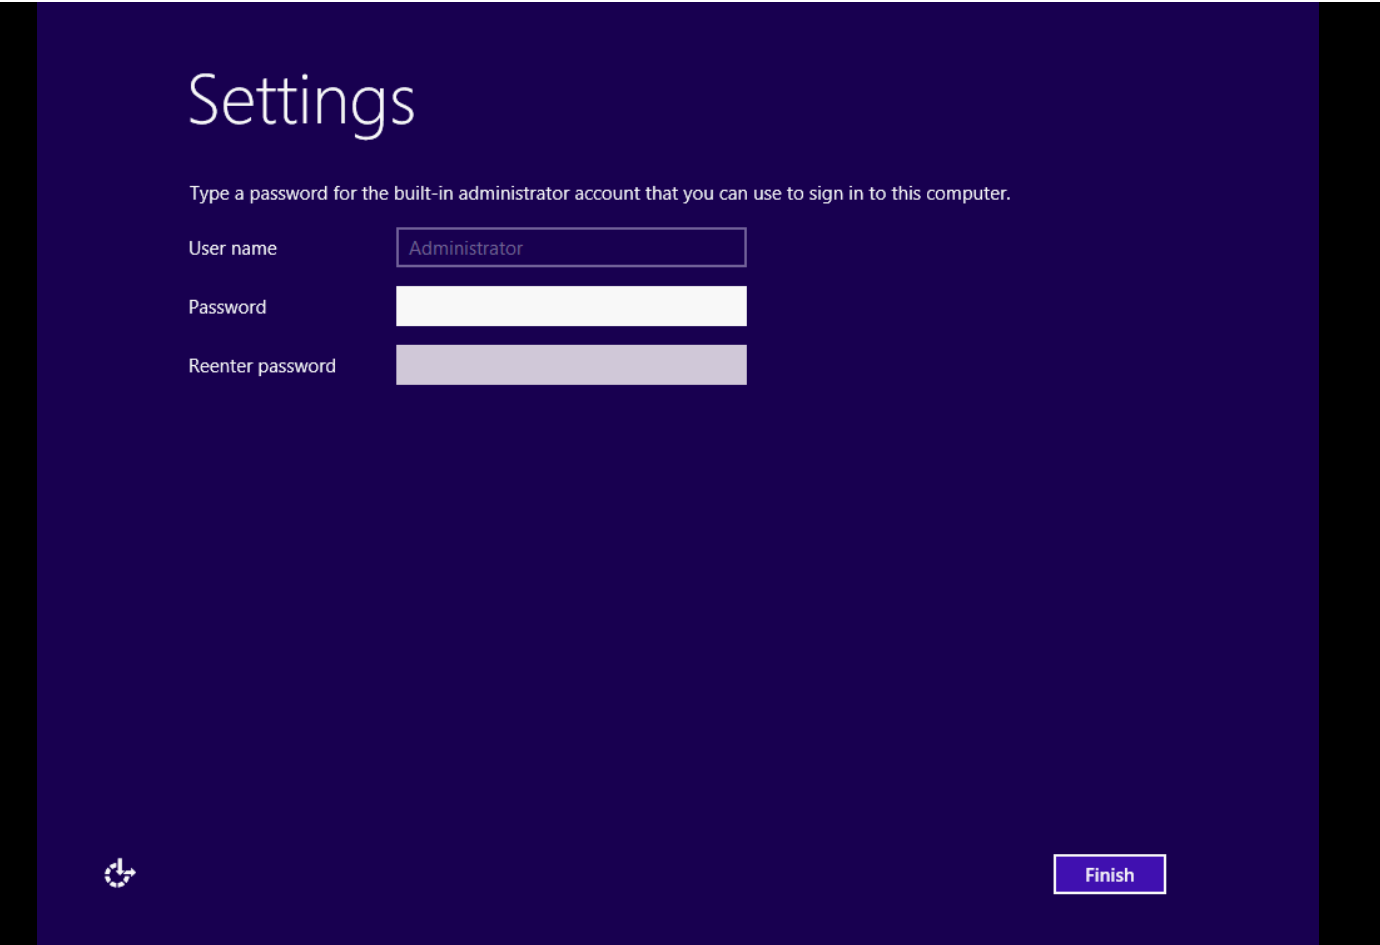 Settings
Type a password for the built-in administrator account that you can use to sign in to this computer.
User name
Administrator
Password
Reenter password
Finish